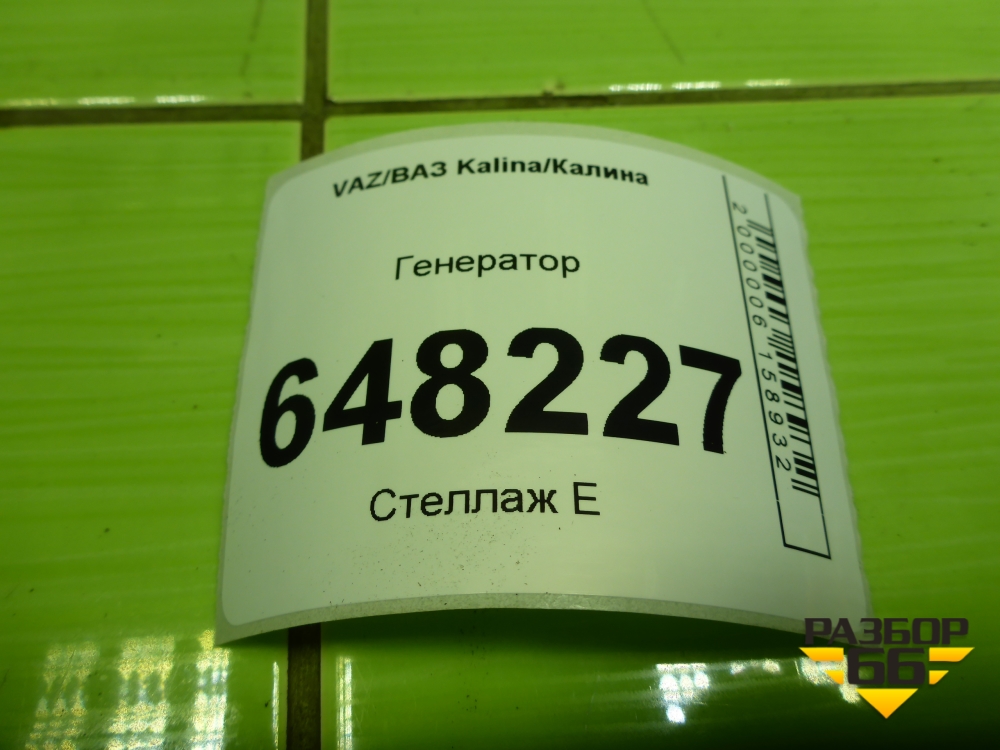 VAZ/ВАЗ Kalina/Калина
Генератор
648227
Стеллаж Е
2000006158932
РАЗБОР
66